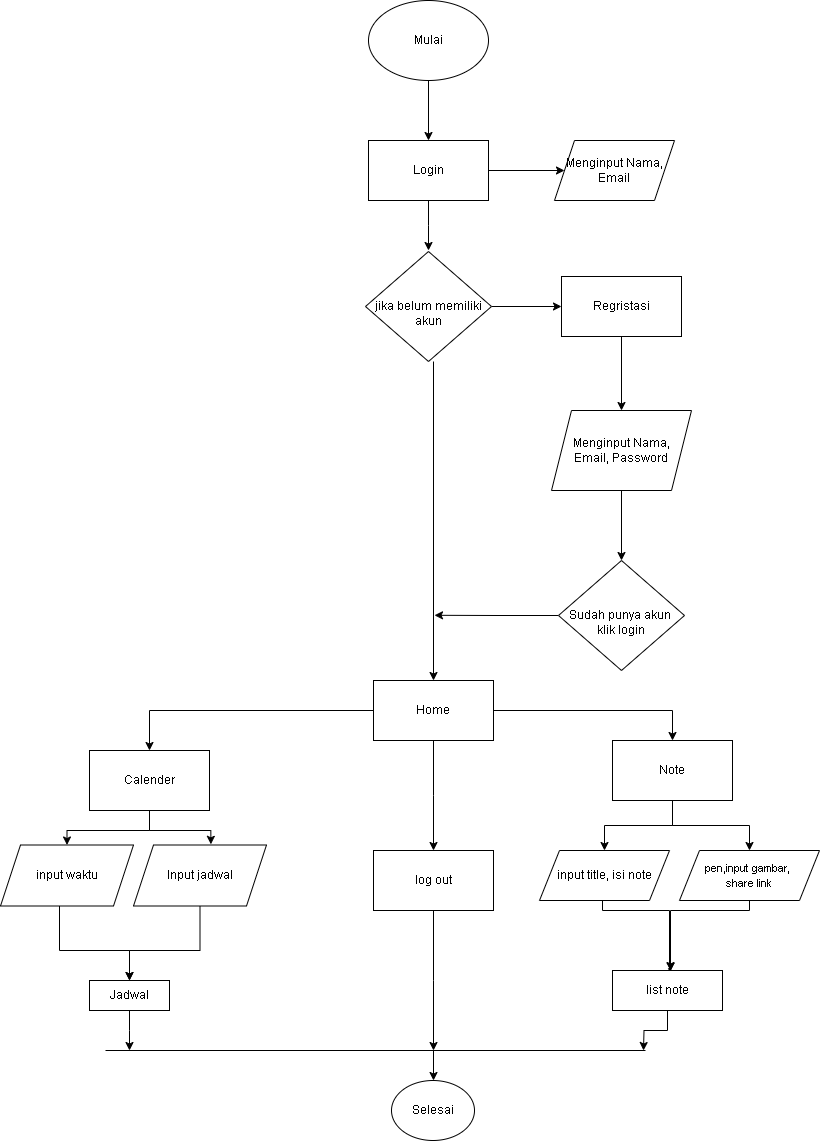 Mulai
Login
Menginput Nama,
Email
jika belum memiliki
akun
Regristasi
Menginput Nama,
Email, Password
Sudah punya akun
klik login
Home
Calender
Note
input waktu
Input jadwal
log out
input title, isi note
pen,input gambar,
share link
Jadwal
list note
Selesai